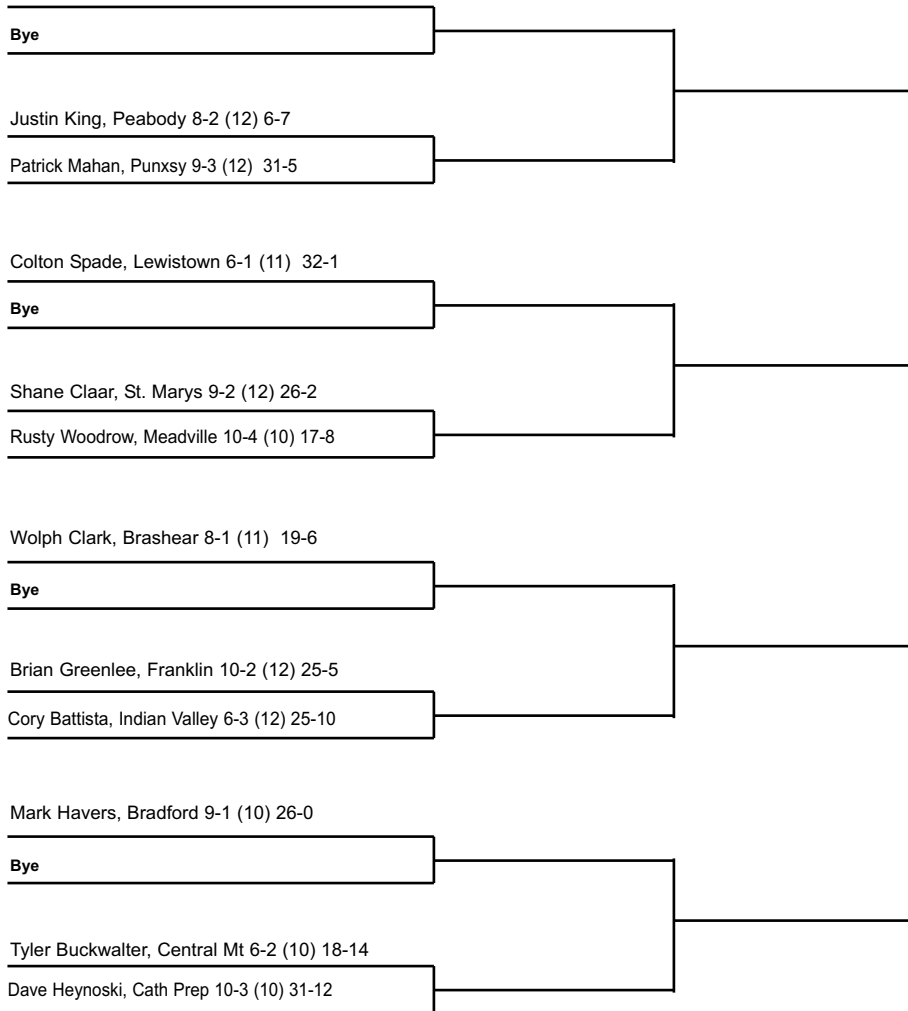 Bye
Justin King, Peabody 8-2 (12) 6-7
Patrick Mahan, Punxsy 9-3 (12) 31-5
Colton Spade, Lewistown 6-1 (11) 32-1
Bye
Shane Claar, St. Marys 9-2 (12) 26-2
Rusty Woodrow, Meadville 10-4 (10) 17-8
Wolph Clark, Brashear 8-1 (11) 19-6
Bye
Brian Greenlee, Franklin 10-2 (12) 25-5
Cory Battista, Indian Valley 6-3 (12) 25-10
Mark Havers, Bradford 9-1 (10) 26-0
Bye
Tyler Buckwalter, Central Mt 6-2 (10) 18-14
Dave Heynoski, Cath Prep 10-3 (10) 31-12